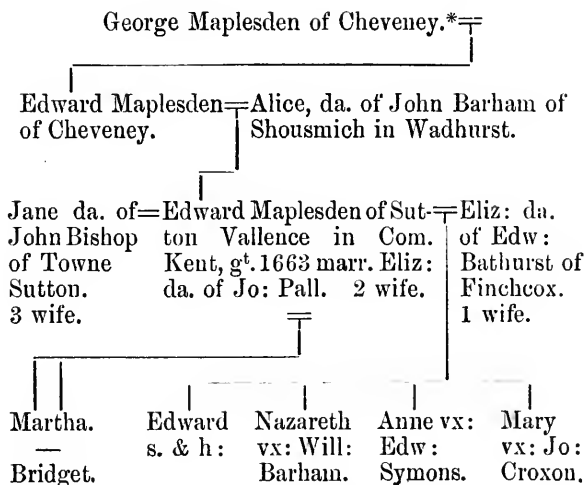 George Maplesden of Cheveney.*
Edward Maplesden=Alice, da. of John Barham of
of Cheveney. Shousmich in Wadhurst.
Jane da. of=Edward Maplesden of Sut-=Eliz: da.
John Bishop ton Vallence in Com. of Edw:
of Towne Kent, gt. 1663 marr. Eliz: Bathurst of
Sutton. da. of Jo: Pall. 2 wife. Finchcox.
3 wife. 1 wife.
Martha. Edward Nazareth Anne vx: Mary
— s. & h: vx: Will: Edw: vx: Jo:
Bridget. Barham. Symons. Croxon.